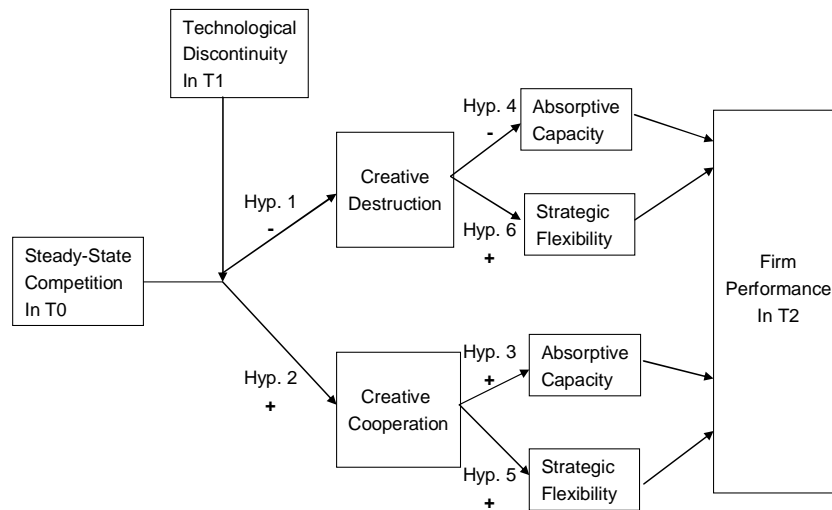 Technological
Discontinuity
In T1
Hyp. 4
-
Absorptive
Capacity
Creative
Destruction
Hyp. 1
-
Strategic
Flexibility
Hyp. 6
+
Steady-State
Competition
In T0
Firm
Performance
In T2
Hyp. 3
+
Absorptive
Capacity
Hyp. 2
+
Creative
Cooperation
Hyp. 5
+
Strategic
Flexibility